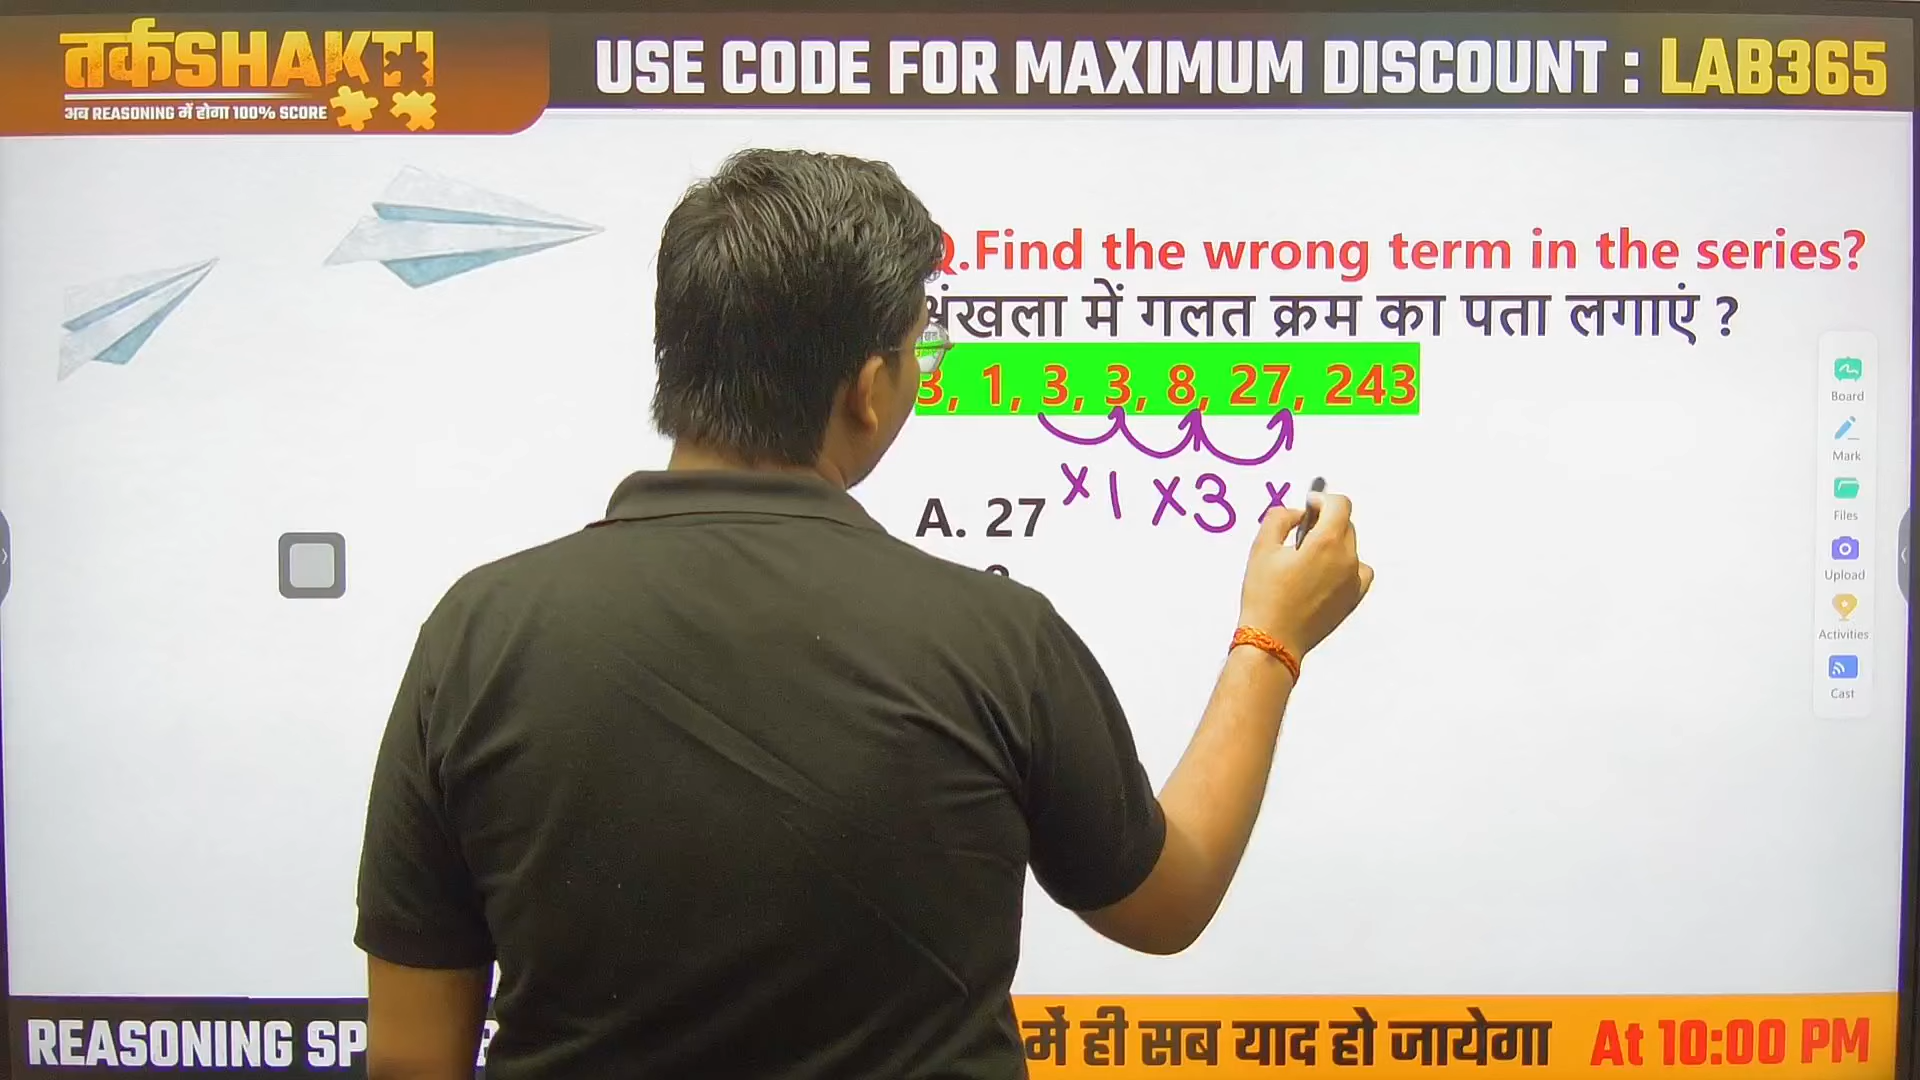 तर्कSHAKTI
अब REASONING में होगा 100% SCORE
USE CODE FOR MAXIMUM DISCOUNT : LAB365
Q.Find the wrong term in the series?
श्रंखला में गलत क्रम का पता लगाएं ?
3, 1, 3, 3, 8, 27, 243
×1 ×3 ×
A. 27
Board
Mark
Files
Upload
Activities
Cast
REASONING
में ही सब याद हो जायेगा At 10:00 PM